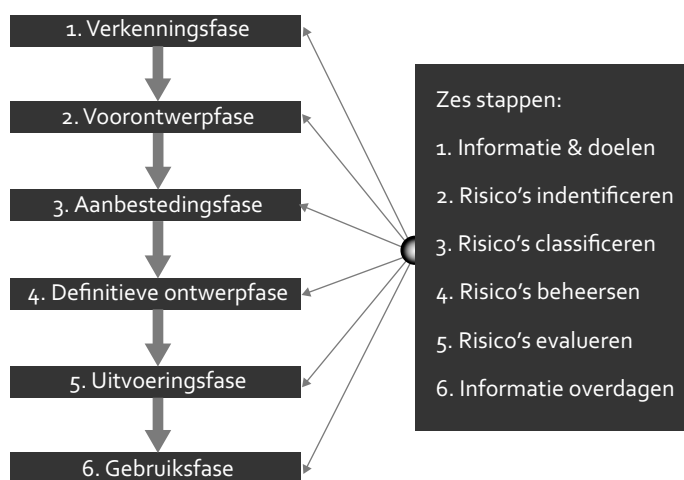 1. Verkenningsfase
2. Voorontwerpfase
3. Aanbestedingsfase
4. Definitieve ontwerpfase
5. Uitvoeringsfase
6. Gebruiksfase
Zes stappen:
1. Informatie & doelen
2. Risico's indentificeren
3. Risico's classificeren
4. Risico's beheersen
5. Risico's evalueren
6. Informatie overdagen